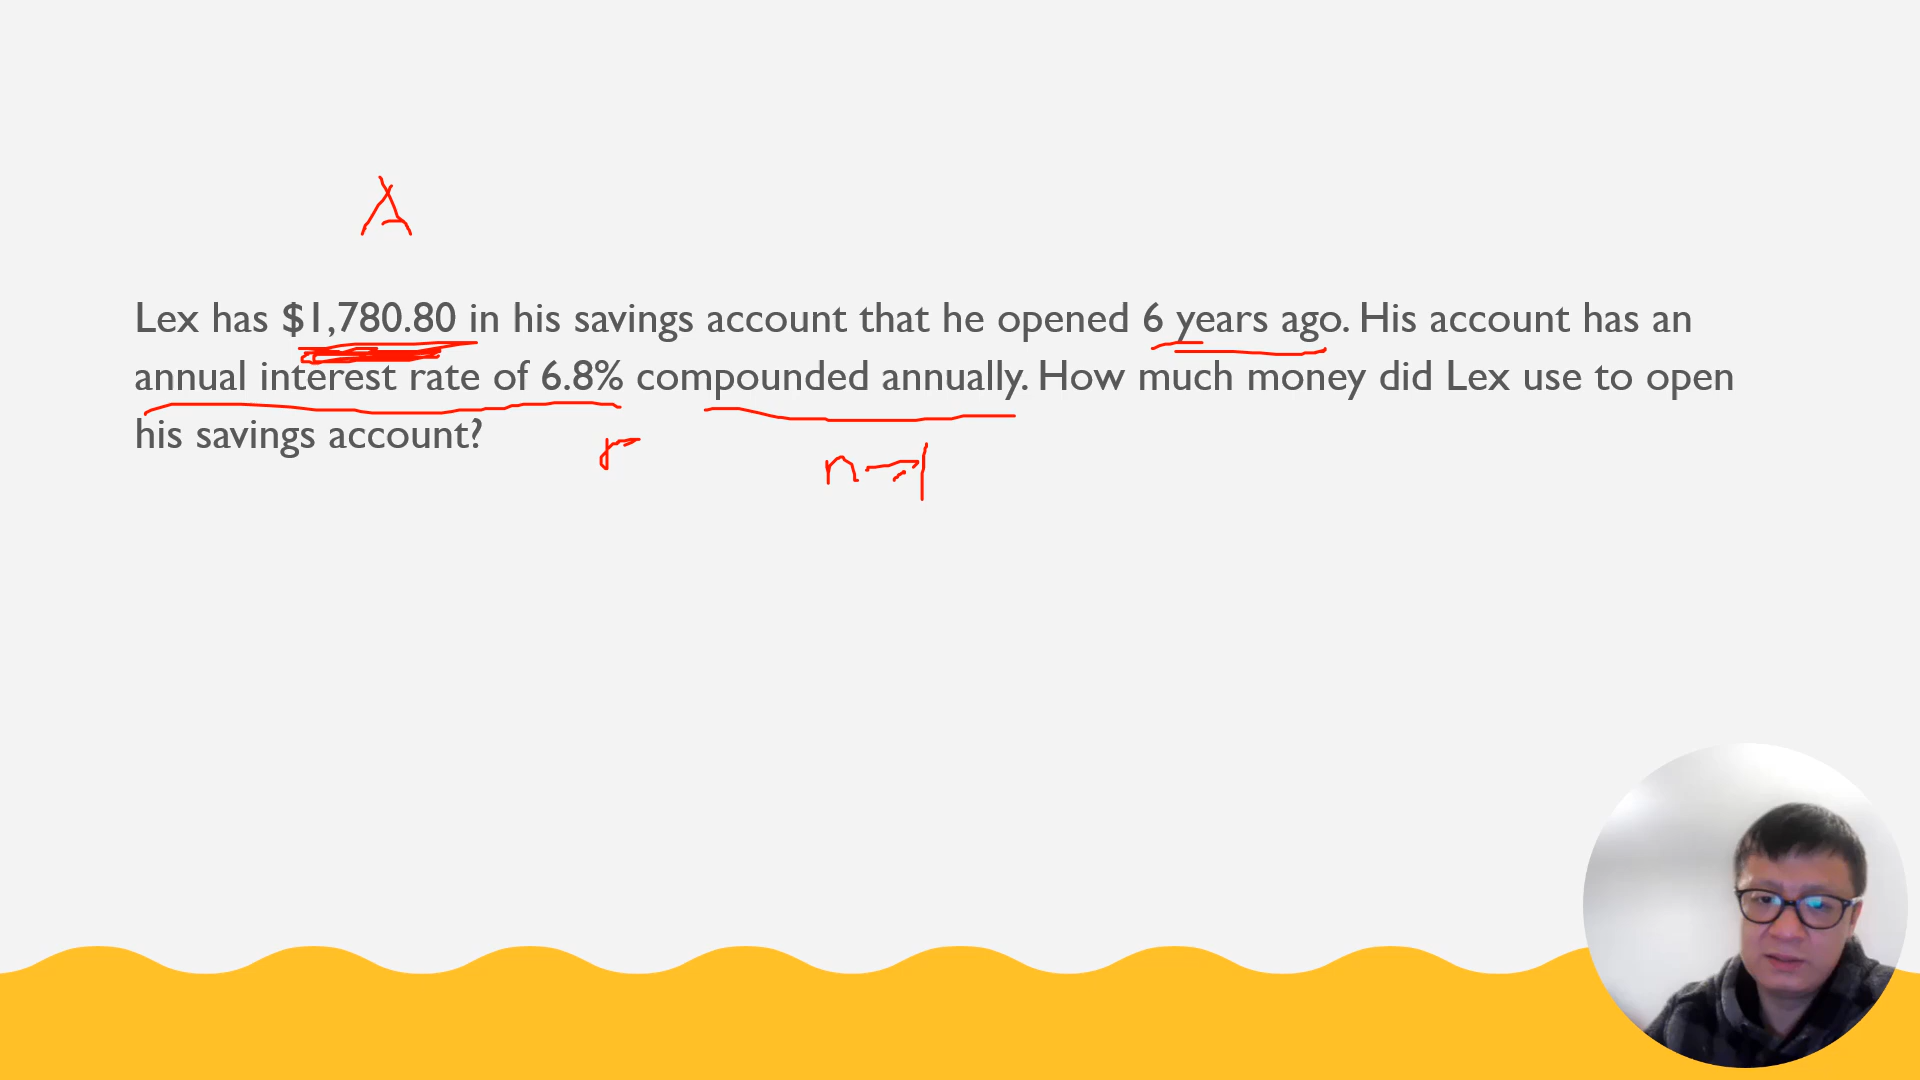 A
Lex has $1,780.80 in his savings account that he opened 6 years ago. His account has an
annual interest rate of 6.8% compounded annually. How much money did Lex use to open
his savings account?
r
n→1